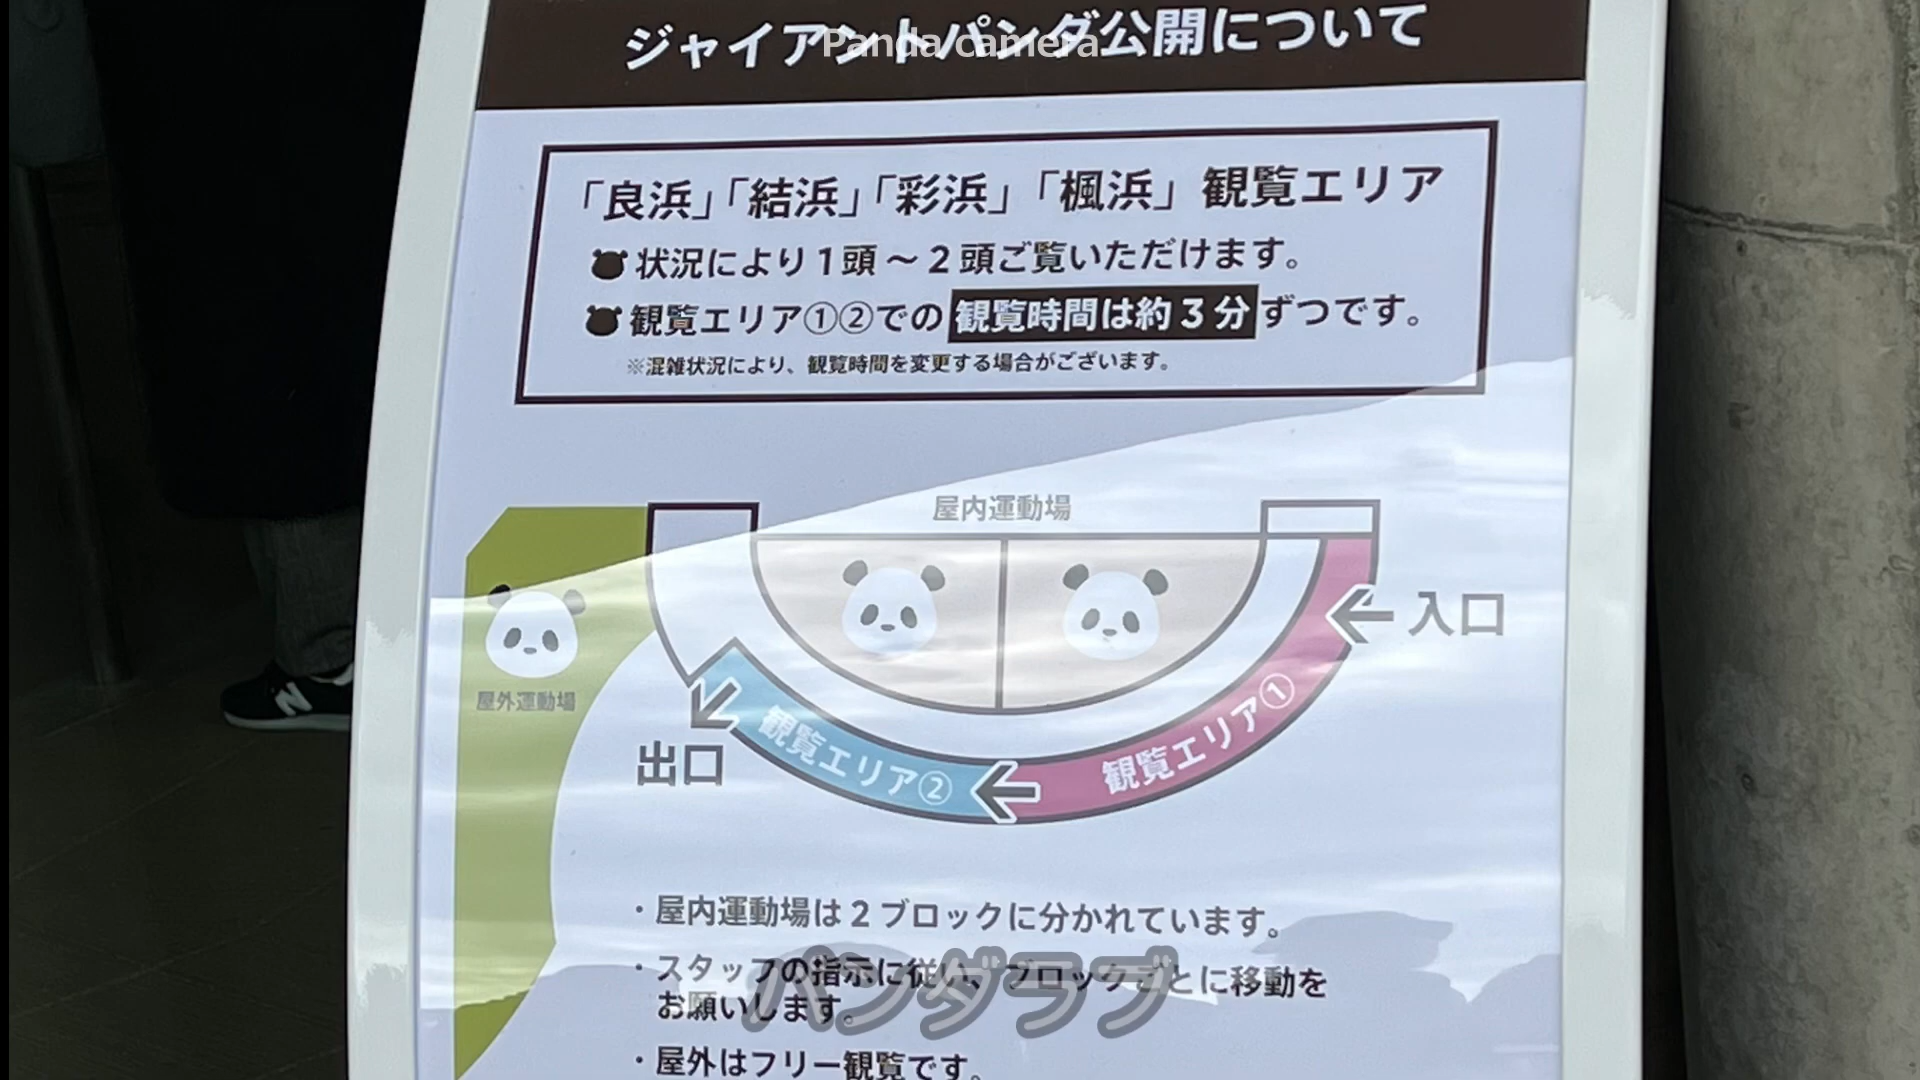 ジャイアントパンダ公開について
Panda camera
「良浜」「結浜」「彩浜」「楓浜」観覧エリア
状況により1頭～2頭ご覧いただけます。
観覧エリア①②での観覧時間は約3分ずつです。
※混雑状況により、観覧時間を変更する場合がございます。
屋内運動場
入口
屋外運動場
観覧エリア①
観覧エリア②
出口
・屋内運動場は2ブロックに分かれています。
・スタッフの指示に従い、ブロックごとに移動を
お願いします。
パンダラブ
・屋外はフリー観覧です。
N